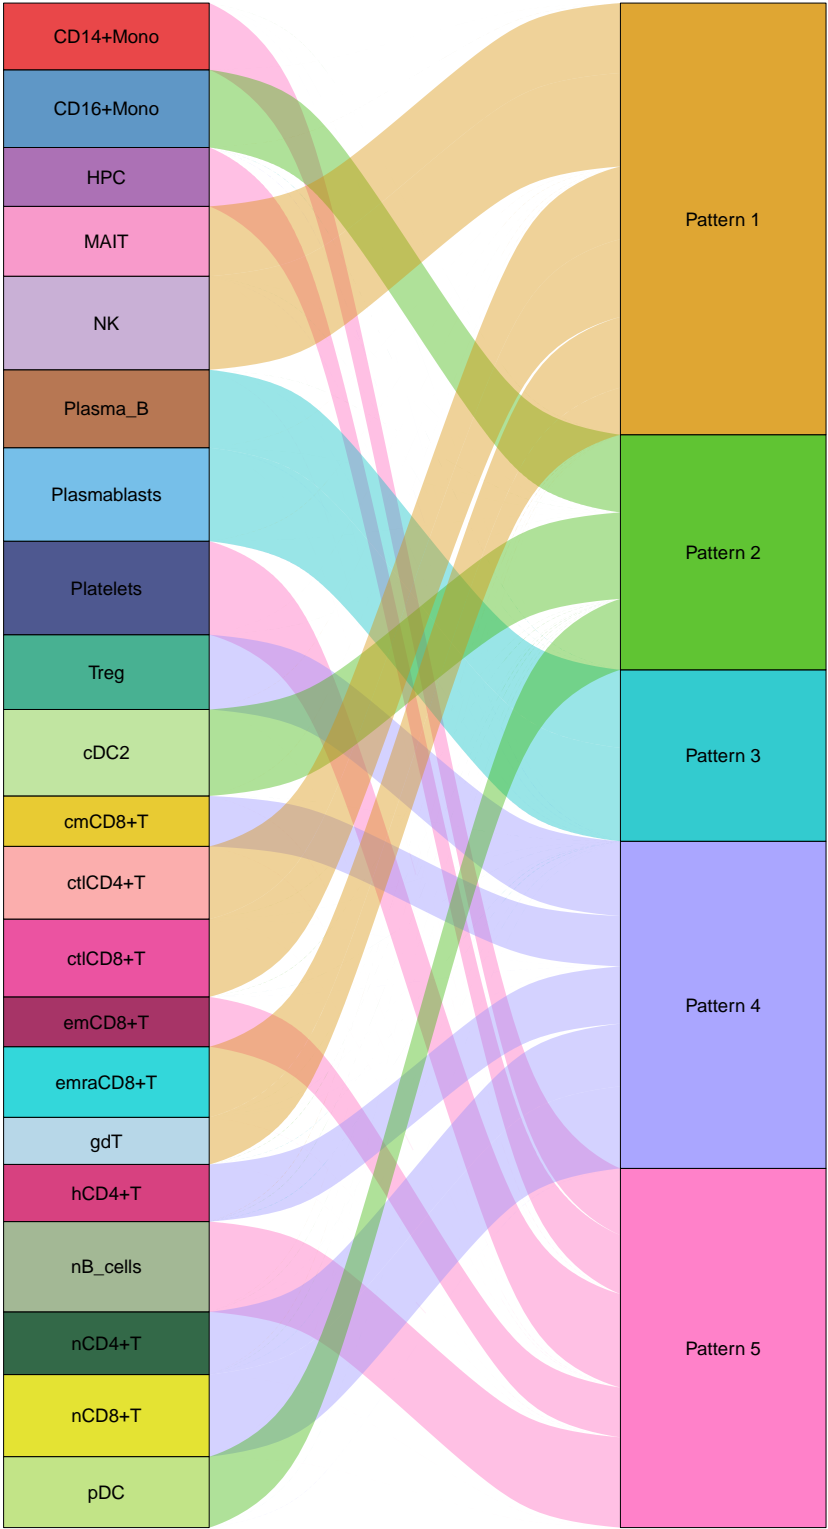 CD14+Mono
CD16+Mono
HPC
MAIT
NK
Plasma_B
Plasmablasts
Platelets
Treg
cDC2
cmCD8+T
ctlCD4+T
ctlCD8+T
emCD8+T
emraCD8+T
gdT
hCD4+T
nB_cells
nCD4+T
nCD8+T
pDC
Pattern 1
Pattern 2
Pattern 3
Pattern 4
Pattern 5